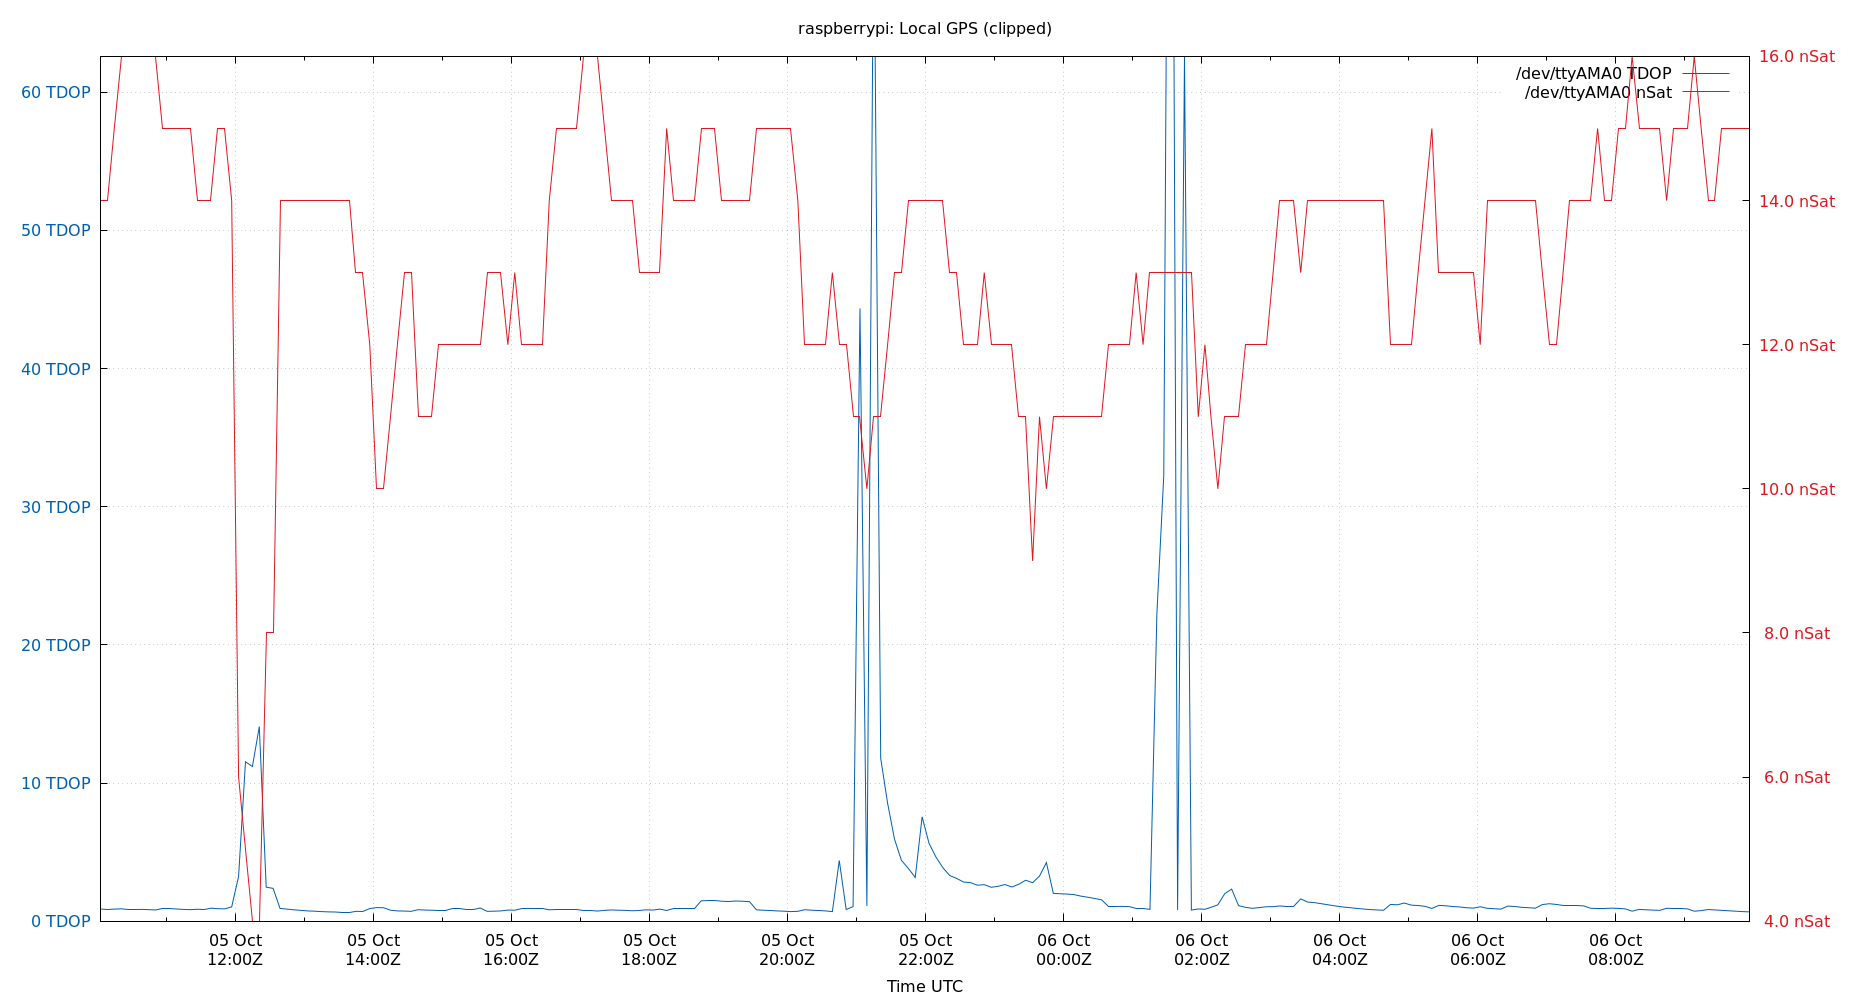 raspberrypi: Local GPS (clipped)
/dev/ttyAMA0 TDOP
/dev/ttyAMA0 nSat
60 TDOP
50 TDOP
40 TDOP
30 TDOP
20 TDOP
10 TDOP
0 TDOP
16.0 nSat
14.0 nSat
12.0 nSat
10.0 nSat
8.0 nSat
6.0 nSat
4.0 nSat
05 Oct
12:00Z
05 Oct
14:00Z
05 Oct
16:00Z
05 Oct
18:00Z
05 Oct
20:00Z
05 Oct
22:00Z
06 Oct
00:00Z
06 Oct
02:00Z
06 Oct
04:00Z
06 Oct
06:00Z
06 Oct
08:00Z
Time UTC